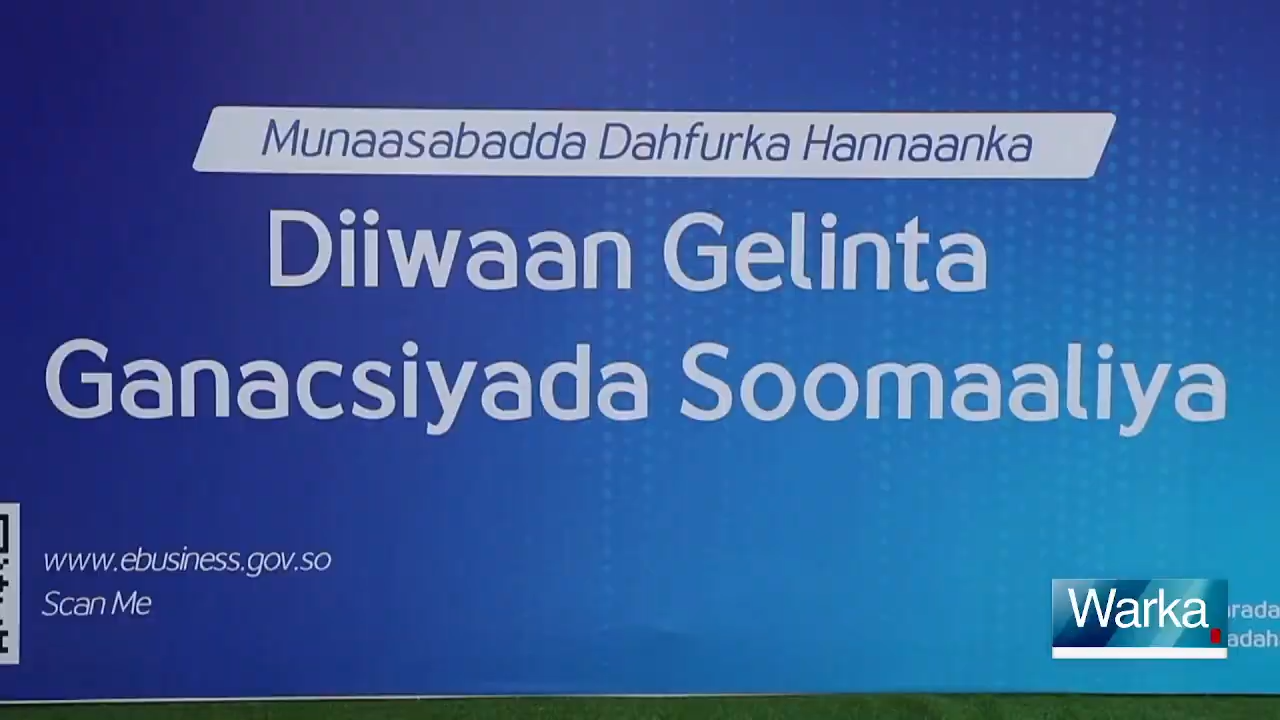 Munaasabadda Dahfurka Hannaanka
Diiwaan Gelinta
Ganacsiyada Soomaaliya
www.ebusiness.gov.so
Scan Me
Warka